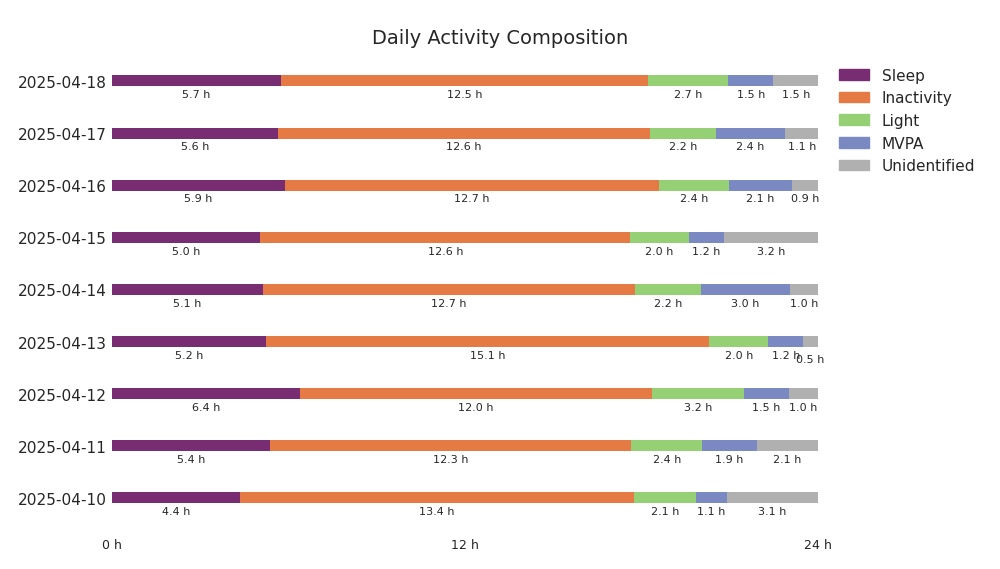 Daily Activity Composition
2025-04-18
5.7 h 12.5 h 2.7 h 1.5 h 1.5 h
2025-04-17
5.6 h 12.6 h 2.2 h 2.4 h 1.1 h
2025-04-16
5.9 h 12.7 h 2.4 h 2.1 h 0.9 h
2025-04-15
5.0 h 12.6 h 2.0 h 1.2 h 3.2 h
2025-04-14
5.1 h 12.7 h 2.2 h 3.0 h 1.0 h
2025-04-13
5.2 h 15.1 h 2.0 h 1.2 h 0.5 h
2025-04-12
6.4 h 12.0 h 3.2 h 1.5 h 1.0 h
2025-04-11
5.4 h 12.3 h 2.4 h 1.9 h 2.1 h
2025-04-10
4.4 h 13.4 h 2.1 h 1.1 h 3.1 h
0 h 12 h 24 h
Sleep
Inactivity
Light
MVPA
Unidentified